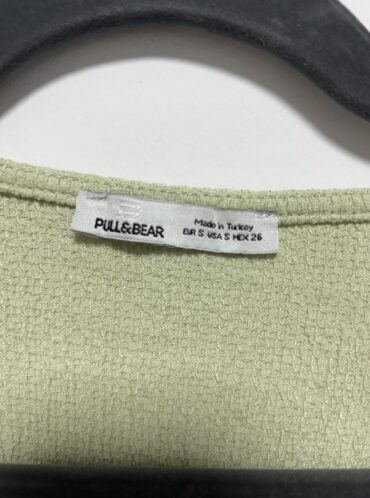 PULL&BEAR
Made in Turkey
EUR S USA S MEX 26